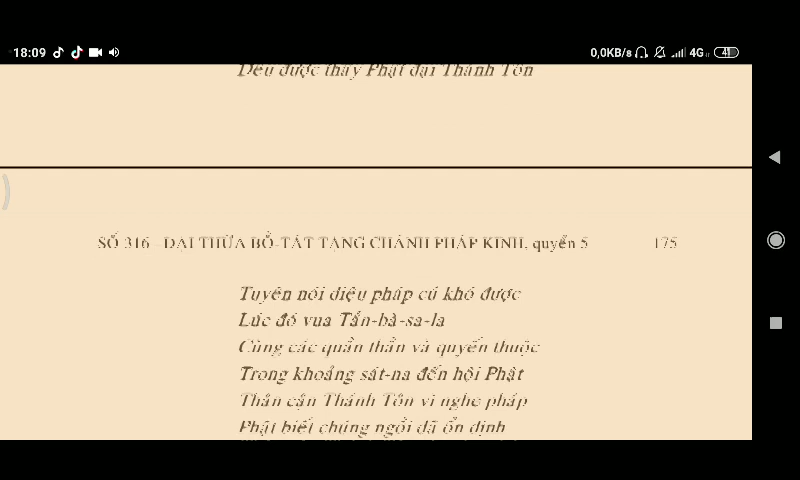 18:09
0,0KB/s 4G 41
Đều được thấy Phật đại Thánh Tôn
SỐ 316 - ĐẠI THỪA BỒ-TÁT TẠNG CHÁNH PHÁP KINH, quyển 5 175
Tuyên nói diệu pháp cú khó được
Lúc đó vua Tần-bà-sa-la
Cùng các quần thần và quyến thuộc
Trong khoảng sát-na đến hội Phật
Thân cận Thánh Tôn vì nghe pháp
Phật biết chúng ngồi đã ổn định